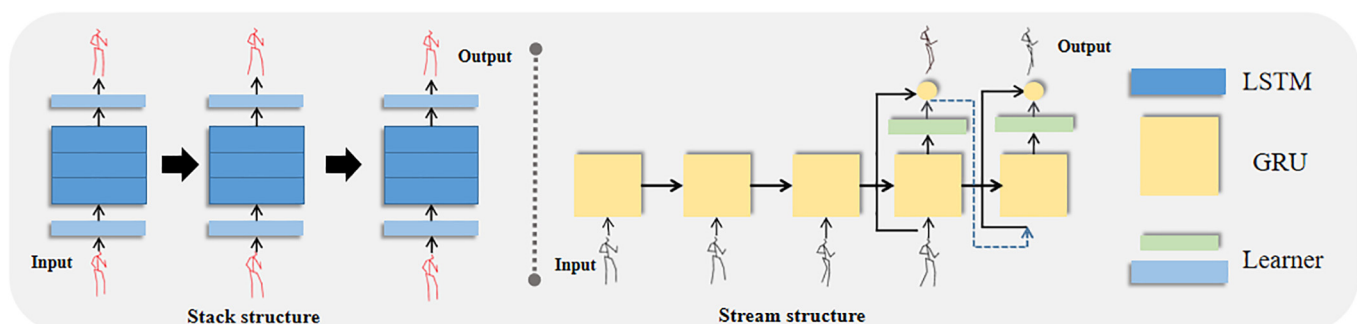 Output
Input
Stack structure
Output
Input
Stream structure
LSTM
GRU
Learner